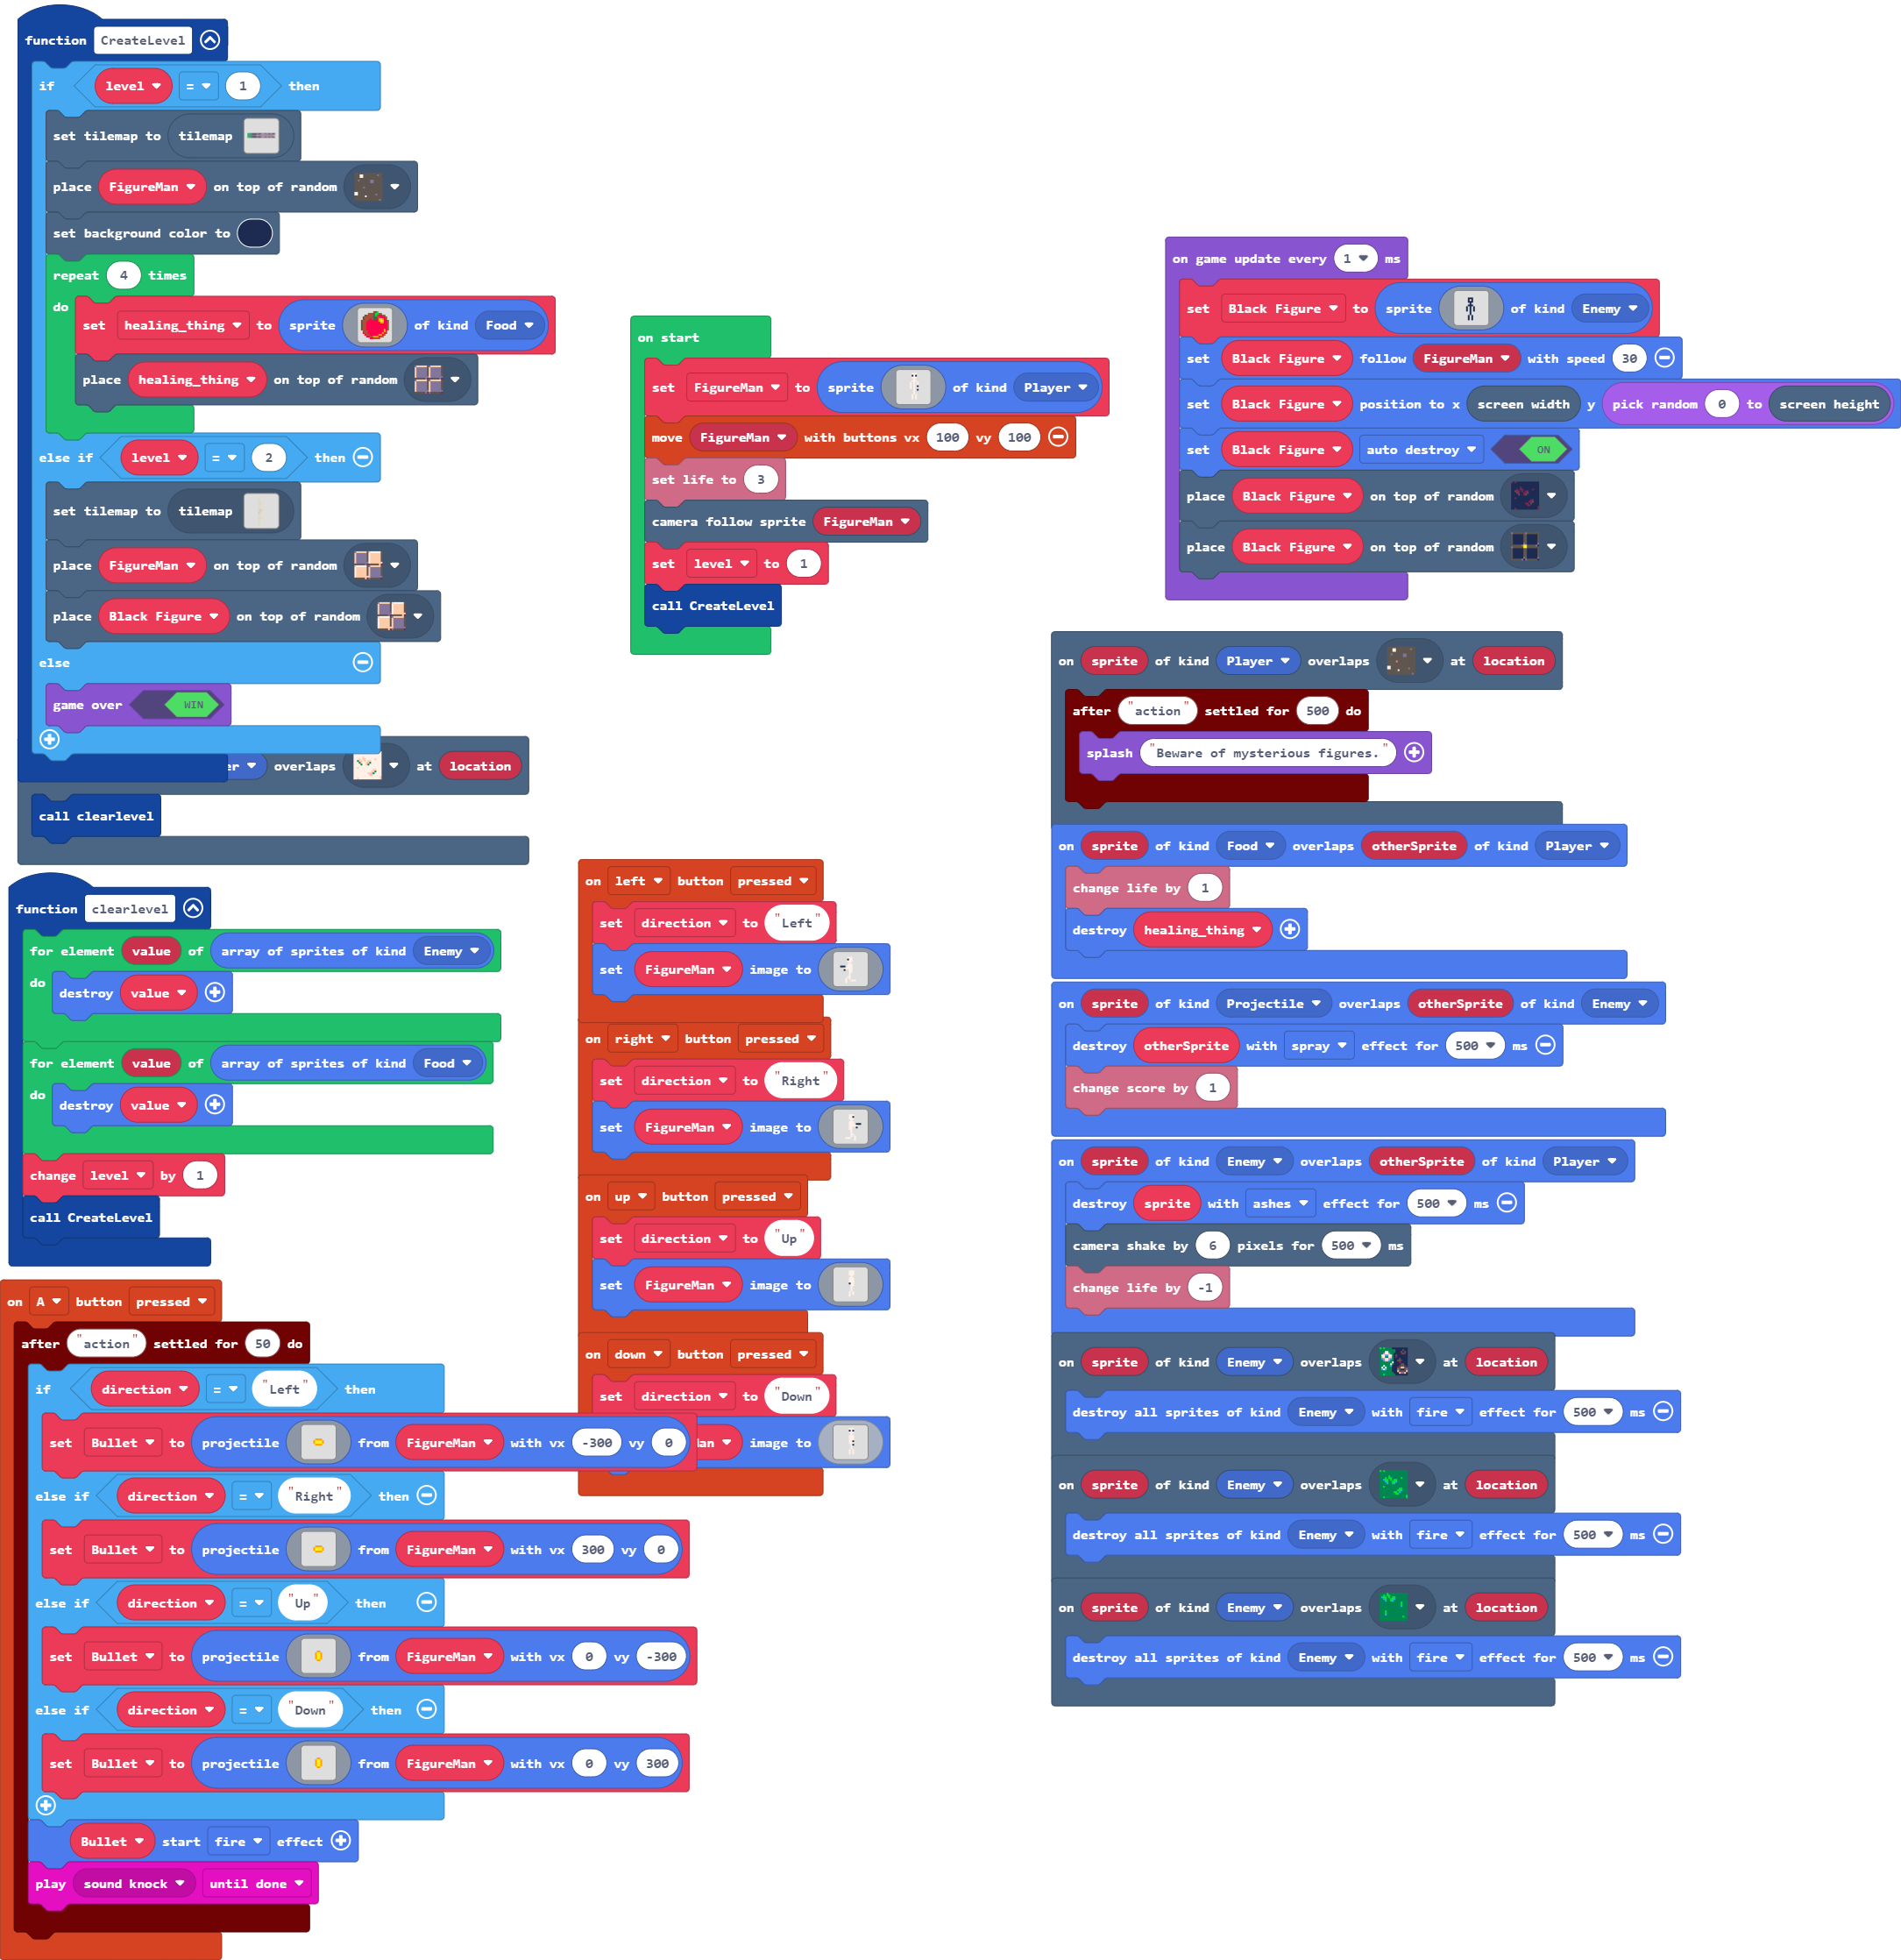 function CreateLevel
if level = 1 then
set tilemap to tilemap
place FigureMan on top of random
set background color to
repeat 4 times
do set healing_thing to sprite of kind Food
place healing_thing on top of random
else if level = 2 then
set tilemap to tilemap
place FigureMan on top of random
place Black Figure on top of random
else
game over WIN
er overlaps at location
call clearlevel
function clearlevel
for element value of array of sprites of kind Enemy
do destroy value
for element value of array of sprites of kind Food
do destroy value
change level by 1
call CreateLevel
on A button pressed
after "action" settled for 50 do
if direction = "Left" then
set Bullet to projectile from FigureMan with vx -300 vy 0
else if direction = "Right" then
set Bullet to projectile from FigureMan with vx 300 vy 0
else if direction = "Up" then
set Bullet to projectile from FigureMan with vx 0 vy -300
else if direction = "Down" then
set Bullet to projectile from FigureMan with vx 0 vy 300
Bullet start fire effect
play sound knock until done
on start
set FigureMan to sprite of kind Player
move FigureMan with buttons vx 100 vy 100
set life to 3
camera follow sprite FigureMan
set level to 1
call CreateLevel
on left button pressed
set direction to "Left"
set FigureMan image to
on right button pressed
set direction to "Right"
set FigureMan image to
on up button pressed
set direction to "Up"
set FigureMan image to
on down button pressed
set direction to "Down"
an image to
on game update every 1 ms
set Black Figure to sprite of kind Enemy
set Black Figure follow FigureMan with speed 30
set Black Figure position to x screen width y pick random 0 to screen height
set Black Figure auto destroy ON
place Black Figure on top of random
place Black Figure on top of random
on sprite of kind Player overlaps at location
after "action" settled for 500 do
splash "Beware of mysterious figures."
on sprite of kind Food overlaps otherSprite of kind Player
change life by 1
destroy healing_thing
on sprite of kind Projectile overlaps otherSprite of kind Enemy
destroy otherSprite with spray effect for 500 ms
change score by 1
on sprite of kind Enemy overlaps otherSprite of kind Player
destroy sprite with ashes effect for 500 ms
camera shake by 6 pixels for 500 ms
change life by -1
on sprite of kind Enemy overlaps at location
destroy all sprites of kind Enemy with fire effect for 500 ms
on sprite of kind Enemy overlaps at location
destroy all sprites of kind Enemy with fire effect for 500 ms
on sprite of kind Enemy overlaps at location
destroy all sprites of kind Enemy with fire effect for 500 ms